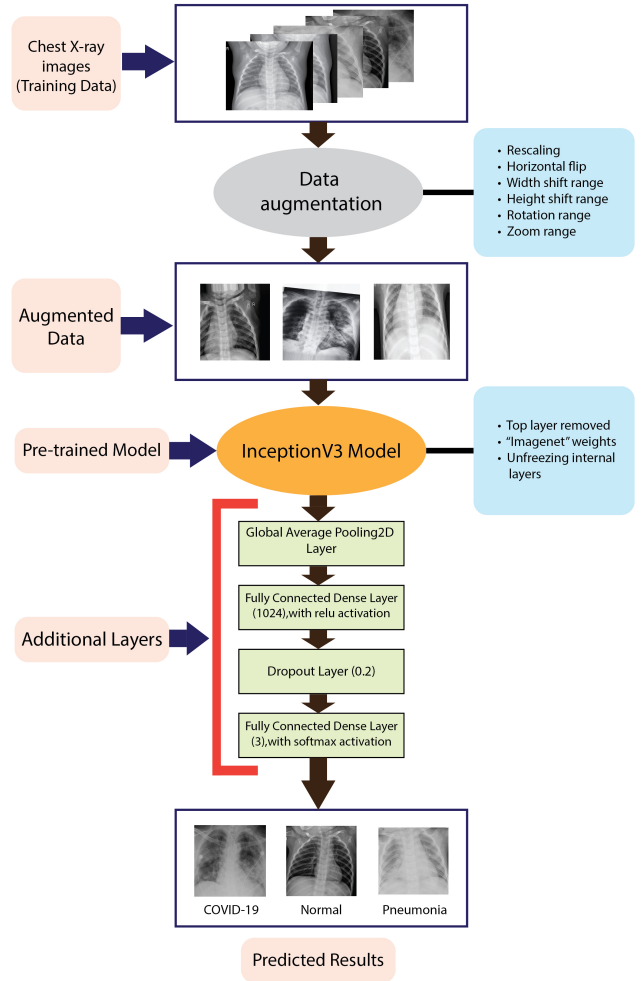 Chest X-ray
images
(Training Data)
Data
augmentation
• Rescaling
• Horizontal flip
• Width shift range
• Height shift range
• Rotation range
• Zoom range
Augmented
Data
Pre-trained Model
InceptionV3 Model
• Top layer removed
• “Imagenet” weights
• Unfreezing internal
layers
Global Average Pooling2D
Layer
Fully Connected Dense Layer
(1024),with relu activation
Additional Layers
Dropout Layer (0.2)
Fully Connected Dense Layer
(3),with softmax activation
COVID-19
Normal
Pneumonia
Predicted Results